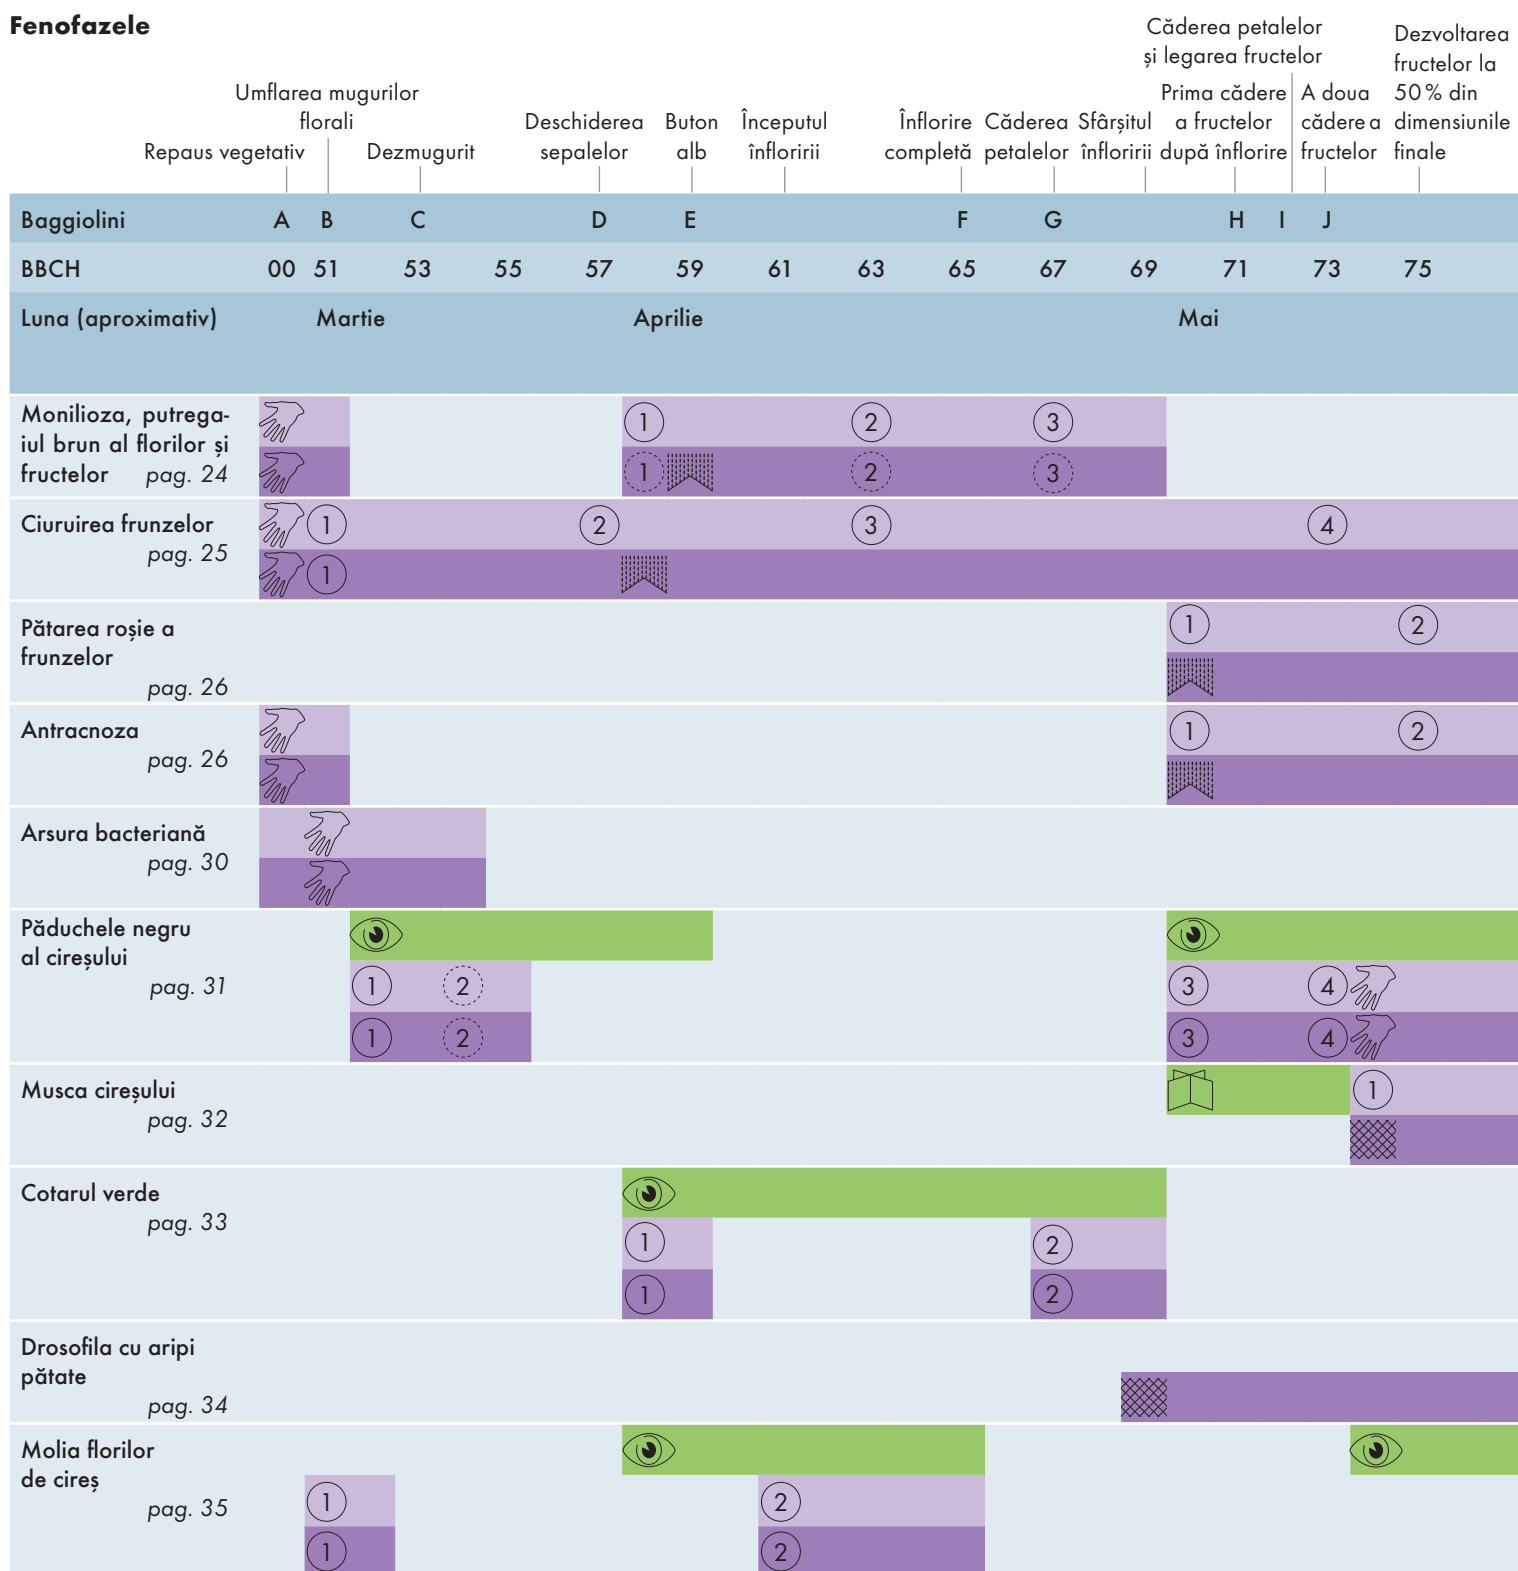 Fenofazele
Căderea petalelor
și legarea fructelor
Dezvoltarea
fructelor la
50 % din
dimensiunile
finale
Umflarea mugurilor
florali
Prima cădere
a fructelor
după înflorire
A doua
cădere a
fructelor
Repaus vegetativ
Dezmugurit
Deschiderea
sepalelor
Buton
alb
Începutul
înfloririi
Înflorire
completă
Căderea
petalelor
Sfârșitul
înfloririi
Baggiolini A B C D E F G H I J
BBCH 00 51 53 55 57 59 61 63 65 67 69 71 73 75
Luna (aproximativ) Martie Aprilie Mai
Monilioza, putrega-
iul brun al florilor și
fructelor pag. 24
1 2 3
1 2 3
Ciuruirea frunzelor
pag. 25
1 2 3 4
1
Pătarea roșie a
frunzelor
pag. 26
1 2
Antracnoza
pag. 26
1 2
Arsura bacteriană
pag. 30
Păduchele negru
al cireșului
pag. 31
1 2 3 4
1 2 3 4
Musca cireșului
pag. 32
1
Cotarul verde
pag. 33
1 2
1 2
Drosofila cu aripi
pătate
pag. 34
Molia florilor
de cireș
pag. 35
1 2
1 2